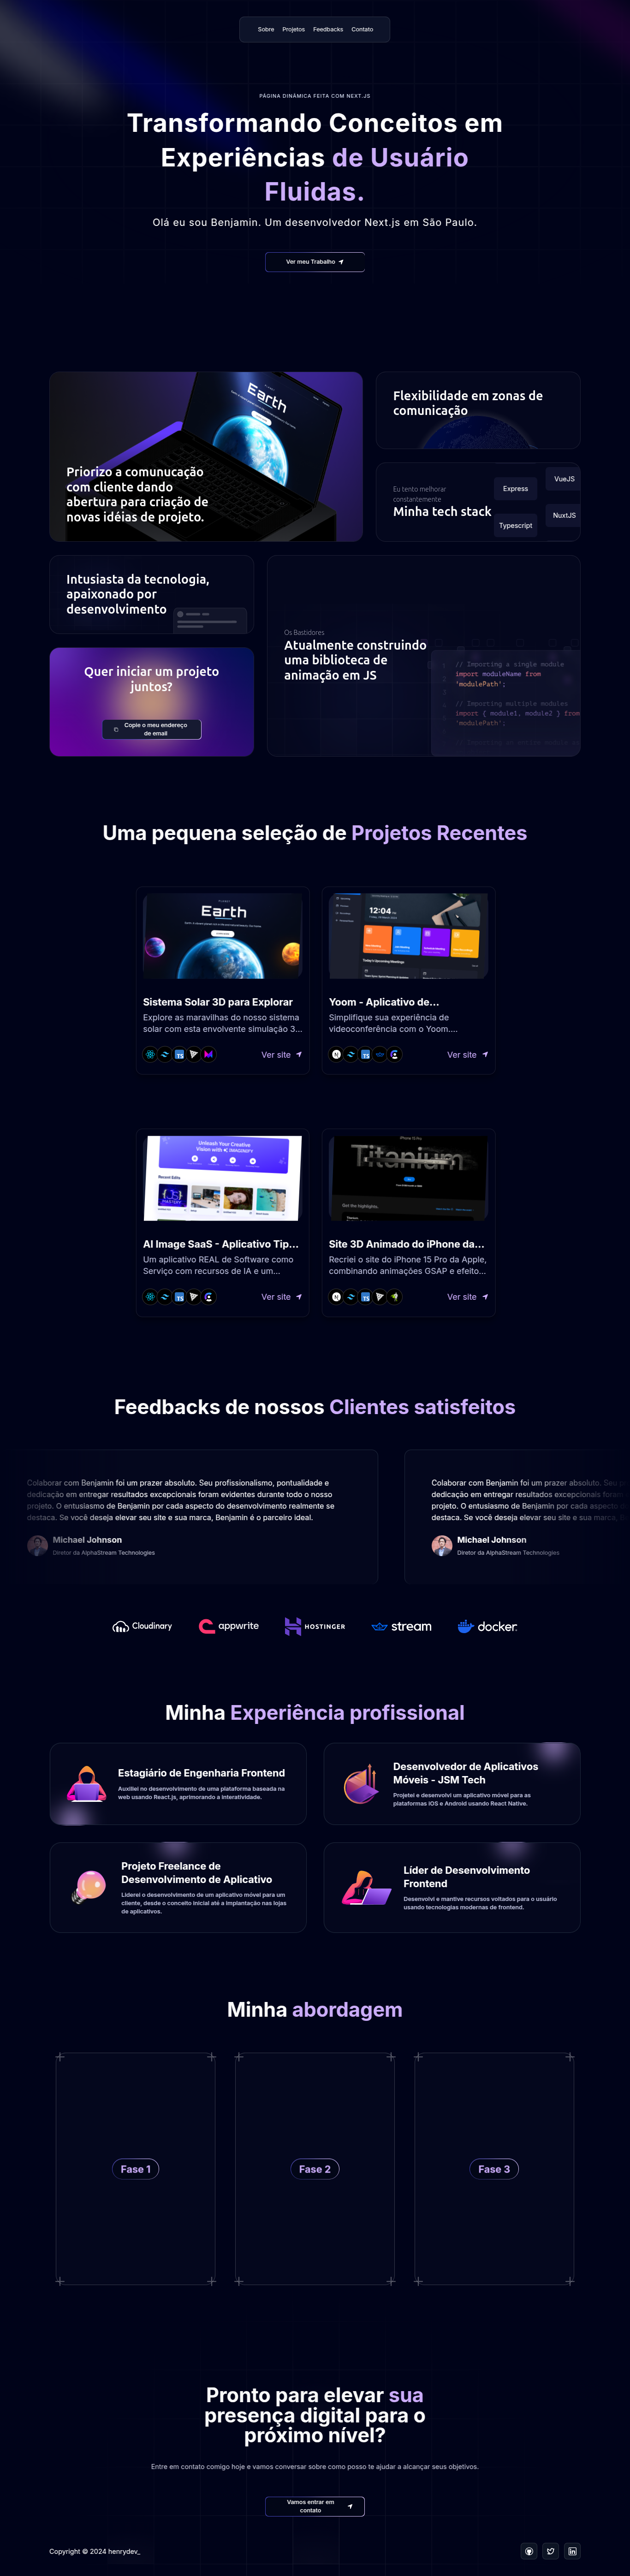 Sobre Projetos Feedbacks Contato
PÁGINA DINÂMICA FEITA COM NEXT.JS
Transformando Conceitos em
Experiências de Usuário
Fluidas.
Olá eu sou Benjamin. Um desenvolvedor Next.js em São Paulo.
Ver meu Trabalho
Earth
Priorizo a comunucação
com cliente dando
abertura para criação de
novas idéias de projeto.
Flexibilidade em zonas de
comunicação
Eu tento melhorar
constantemente
Minha tech stack
Express
Typescript
VueJS
NuxtJS
Intusiasta da tecnologia,
apaixonado por
desenvolvimento
Quer iniciar um projeto
juntos?
Copie o meu endereço
de email
Os Bastidores
Atualmente construindo
uma biblioteca de
animação em JS
// Importing a single module
import moduleName from
'modulePath';
// Importing multiple modules
import { module1, module2 } from
'modulePath';
Uma pequena seleção de Projetos Recentes
Earth
Sistema Solar 3D para Explorar
Explore as maravilhas do nosso sistema
solar com esta envolvente simulação 3...
Ver site
12:04
Yoom - Aplicativo de...
Simplifique sua experiência de
videoconferência com o Yoom....
Ver site
Unleash Your Creative
Vision with IMAGINIFY
Recent Edits
AI Image SaaS - Aplicativo Tip...
Um aplicativo REAL de Software como
Serviço com recursos de IA e um...
Ver site
iPhone 15 Pro
Titanium
Get the highlights.
Site 3D Animado do iPhone da...
Recriei o site do iPhone 15 Pro da Apple,
combinando animações GSAP e efeito...
Ver site
Feedbacks de nossos Clientes satisfeitos
Colaborar com Benjamin foi um prazer absoluto. Seu profissionalismo, pontualidade e
dedicação em entregar resultados excepcionais foram evidentes durante todo o nosso
projeto. O entusiasmo de Benjamin por cada aspecto do desenvolvimento realmente se
destaca. Se você deseja elevar seu site e sua marca, Benjamin é o parceiro ideal.
Michael Johnson
Diretor da AlphaStream Technologies
Colaborar com Benjamin foi um prazer absoluto. Seu
dedicação em entregar resultados excepcionais foram
projeto. O entusiasmo de Benjamin por cada aspecto
destaca. Se você deseja elevar seu site e sua marca,
Michael Johnson
Diretor da AlphaStream Technologies
Cloudinary appwrite HOSTINGER stream docker
Minha Experiência profissional
Estagiário de Engenharia Frontend
Auxiliei no desenvolvimento de uma plataforma baseada na
web usando React.js, aprimorando a interatividade.
Desenvolvedor de Aplicativos
Móveis - JSM Tech
Projetei e desenvolvi um aplicativo móvel para as
plataformas iOS e Android usando React Native.
Projeto Freelance de
Desenvolvimento de Aplicativo
Liderei o desenvolvimento de um aplicativo móvel para um
cliente, desde o conceito inicial até a implantação nas lojas
de aplicativos.
Líder de Desenvolvimento
Frontend
Desenvolvi e mantive recursos voltados para o usuário
usando tecnologias modernas de frontend.
Minha abordagem
Fase 1
Fase 2
Fase 3
Pronto para elevar sua
presença digital para o
próximo nível?
Entre em contato comigo hoje e vamos conversar sobre como posso te ajudar a alcançar seus objetivos.
Vamos entrar em
contato
Copyright © 2024 henrydev_